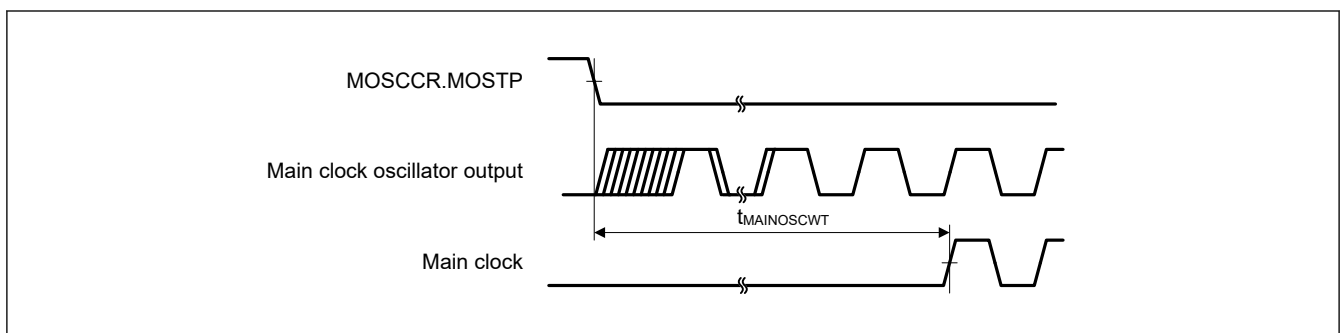 MOSCCR.MOSTP
Main clock oscillator output
tMAINOSCWT
Main clock